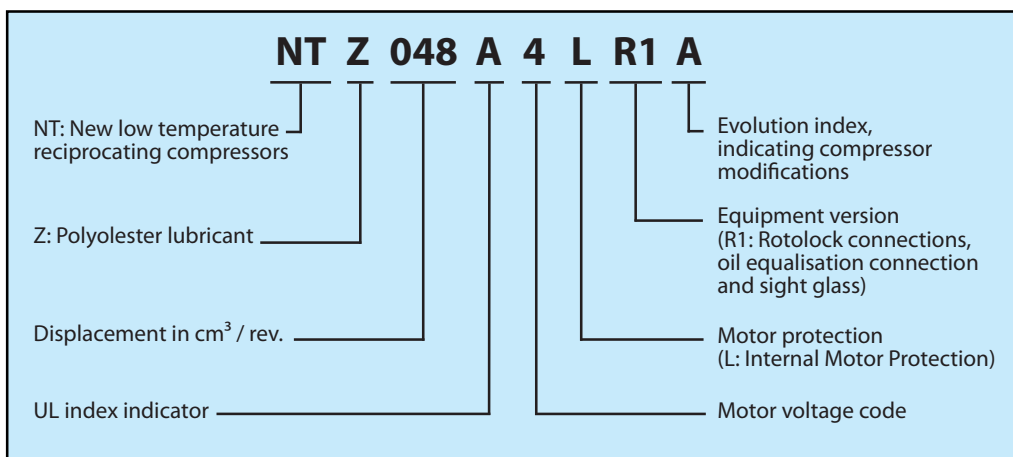 NT Z 048 A 4 L R1 A
NT: New low temperature
reciprocating compressors
Z: Polyolester lubricant
Displacement in cm³ / rev.
UL index indicator
Evolution index,
indicating compressor
modifications
Equipment version
(R1: Rotolock connections,
oil equalisation connection
and sight glass)
Motor protection
(L: Internal Motor Protection)
Motor voltage code